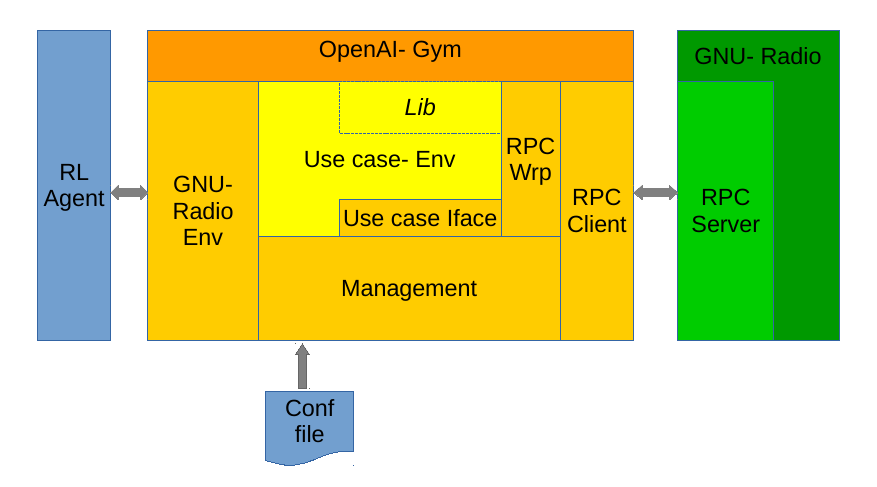 OpenAI- Gym
GNU- Radio
Lib
Use case- Env
RPC
Wrp
RL
Agent
GNU-
Radio
Env
RPC
Client
RPC
Server
Use case Iface
Management
Conf
file